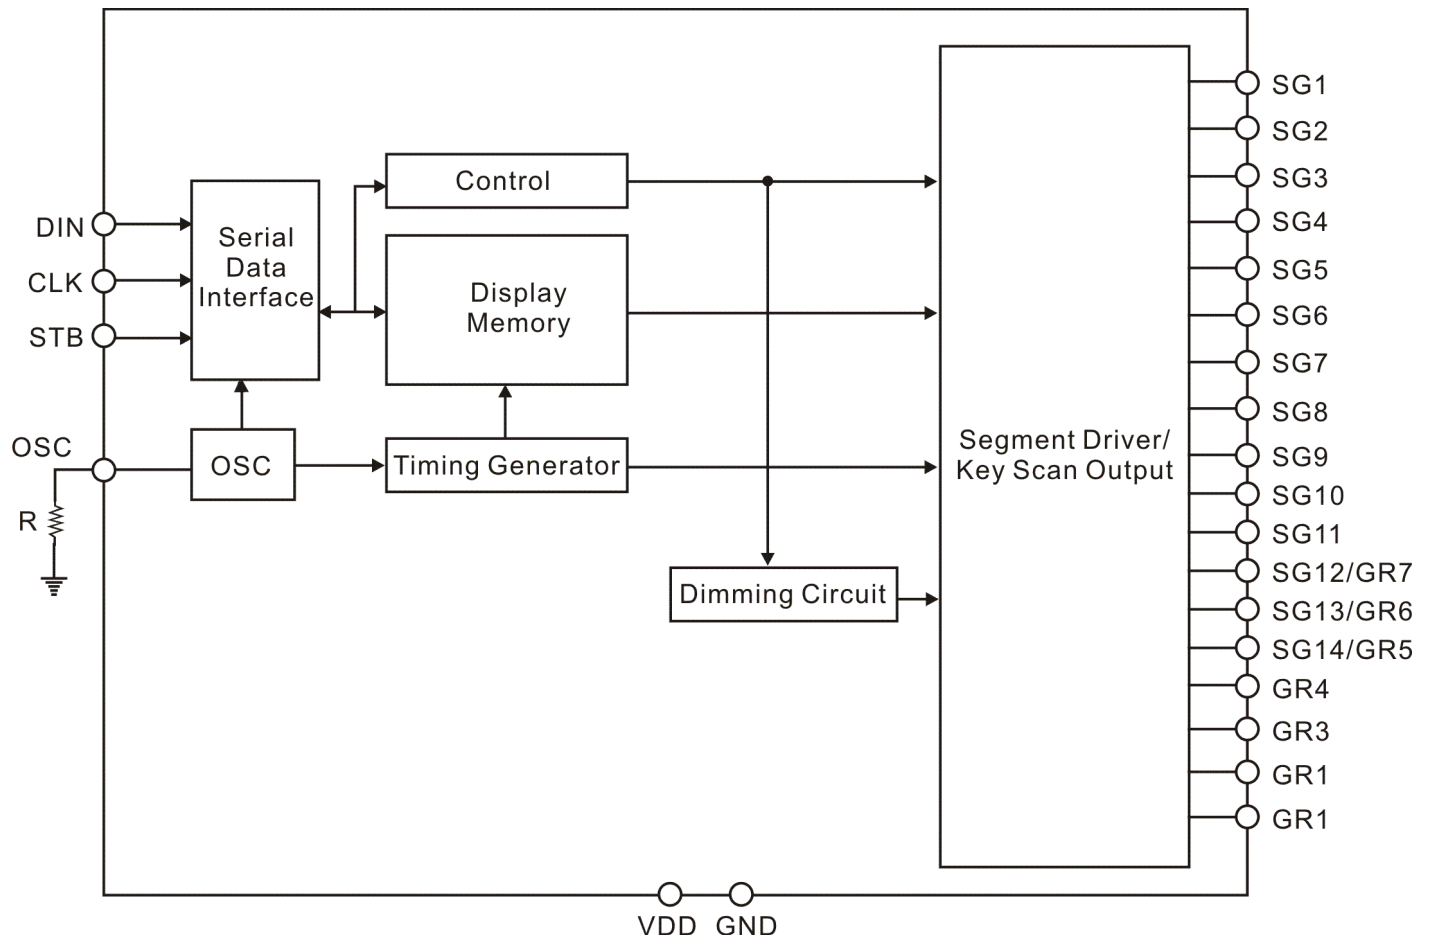 DIN
CLK
STB
OSC
R
Serial
Data
Interface
OSC
Control
Display
Memory
Timing Generator
Dimming Circuit
Segment Driver/
Key Scan Output
SG1
SG2
SG3
SG4
SG5
SG6
SG7
SG8
SG9
SG10
SG11
SG12/GR7
SG13/GR6
SG14/GR5
GR4
GR3
GR1
GR1
VDD GND